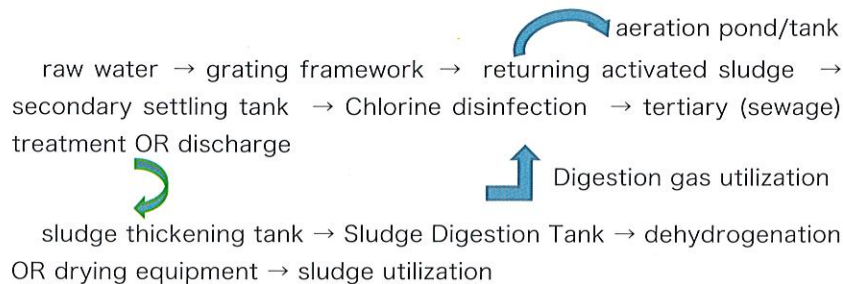 aeration pond/tank
raw water → grating framework → returning activated sludge →
secondary settling tank → Chlorine disinfection → tertiary (sewage)
treatment OR discharge
Digestion gas utilization
sludge thickening tank → Sludge Digestion Tank → dehydrogenation
OR drying equipment → sludge utilization